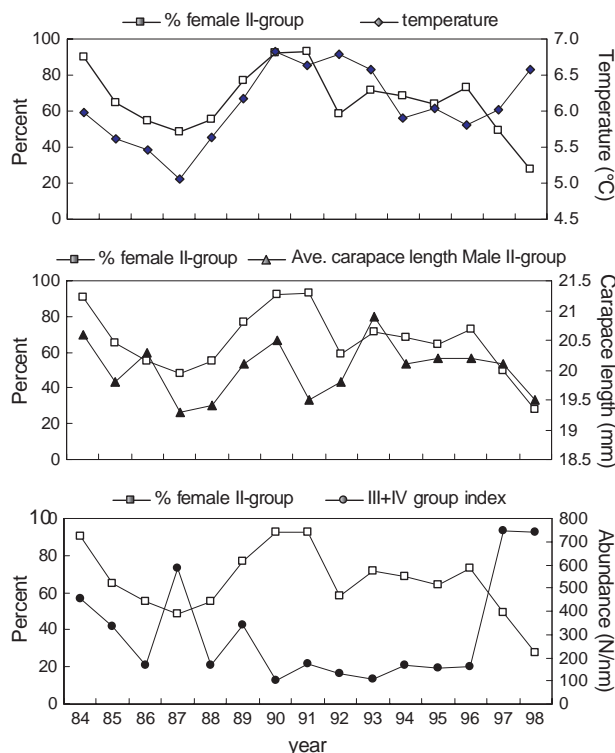 % female II-group temperature
100 7.0
80 6.5
60 6.0
40 5.5
20 5.0
0 4.5
Percent
Temperature (°C)
% female II-group Ave. carapace length Male II-group
100 21.5
80 21
60 20.5
40 20
20 19.5
0 19
18.5
Percent
Carapace length (mm)
% female II-group III+IV group index
100 800
80 700
60 600
40 500
20 400
0 300
200
100
0
Percent
Abundance (N/nm)
84 85 86 87 88 89 90 91 92 93 94 95 96 97 98
year